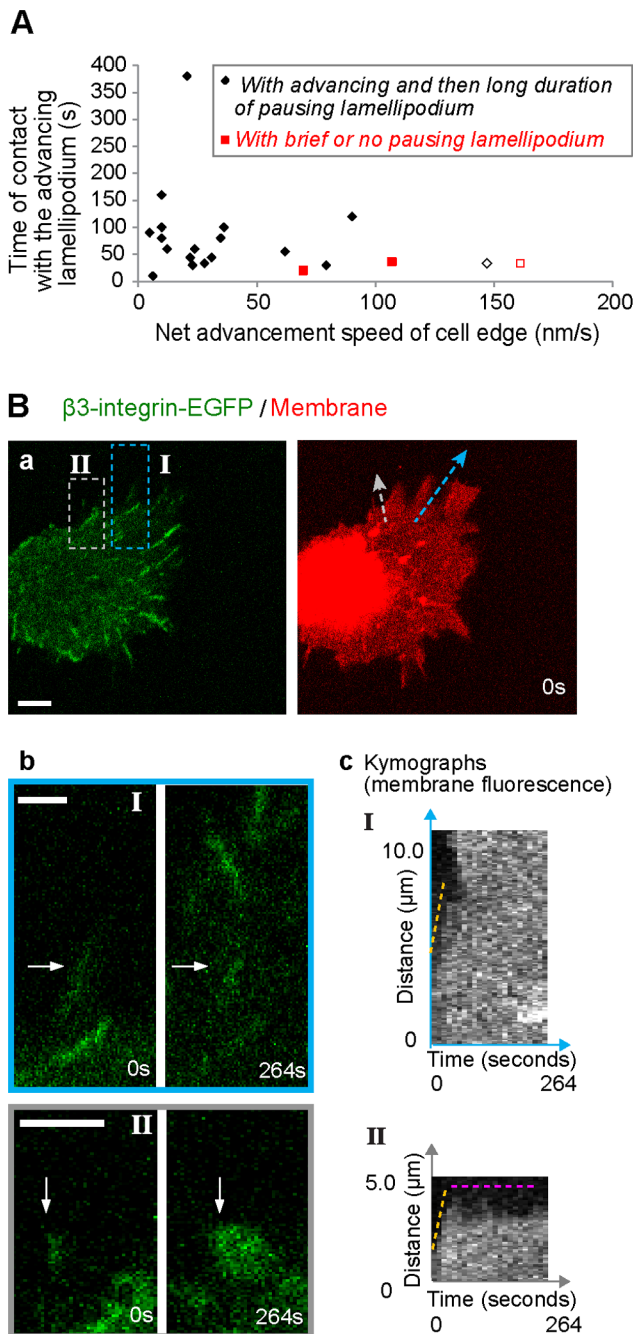 A
Time of contact
with the advancing
lamellipodium (s)
400
350
300
250
200
150
100
50
0
With advancing and then long duration
of pausing lamellipodium
With brief or no pausing lamellipodium
0 50 100 150 200
Net advancement speed of cell edge (nm/s)
B β3-integrin-EGFP / Membrane
a II I
0s
b
I
0s 264s
II
0s 264s
c Kymographs
(membrane fluorescence)
I
10.0
Distance (μm)
0
Time (seconds)
0 264
II
5.0
Distance (μm)
0
Time (seconds)
0 264